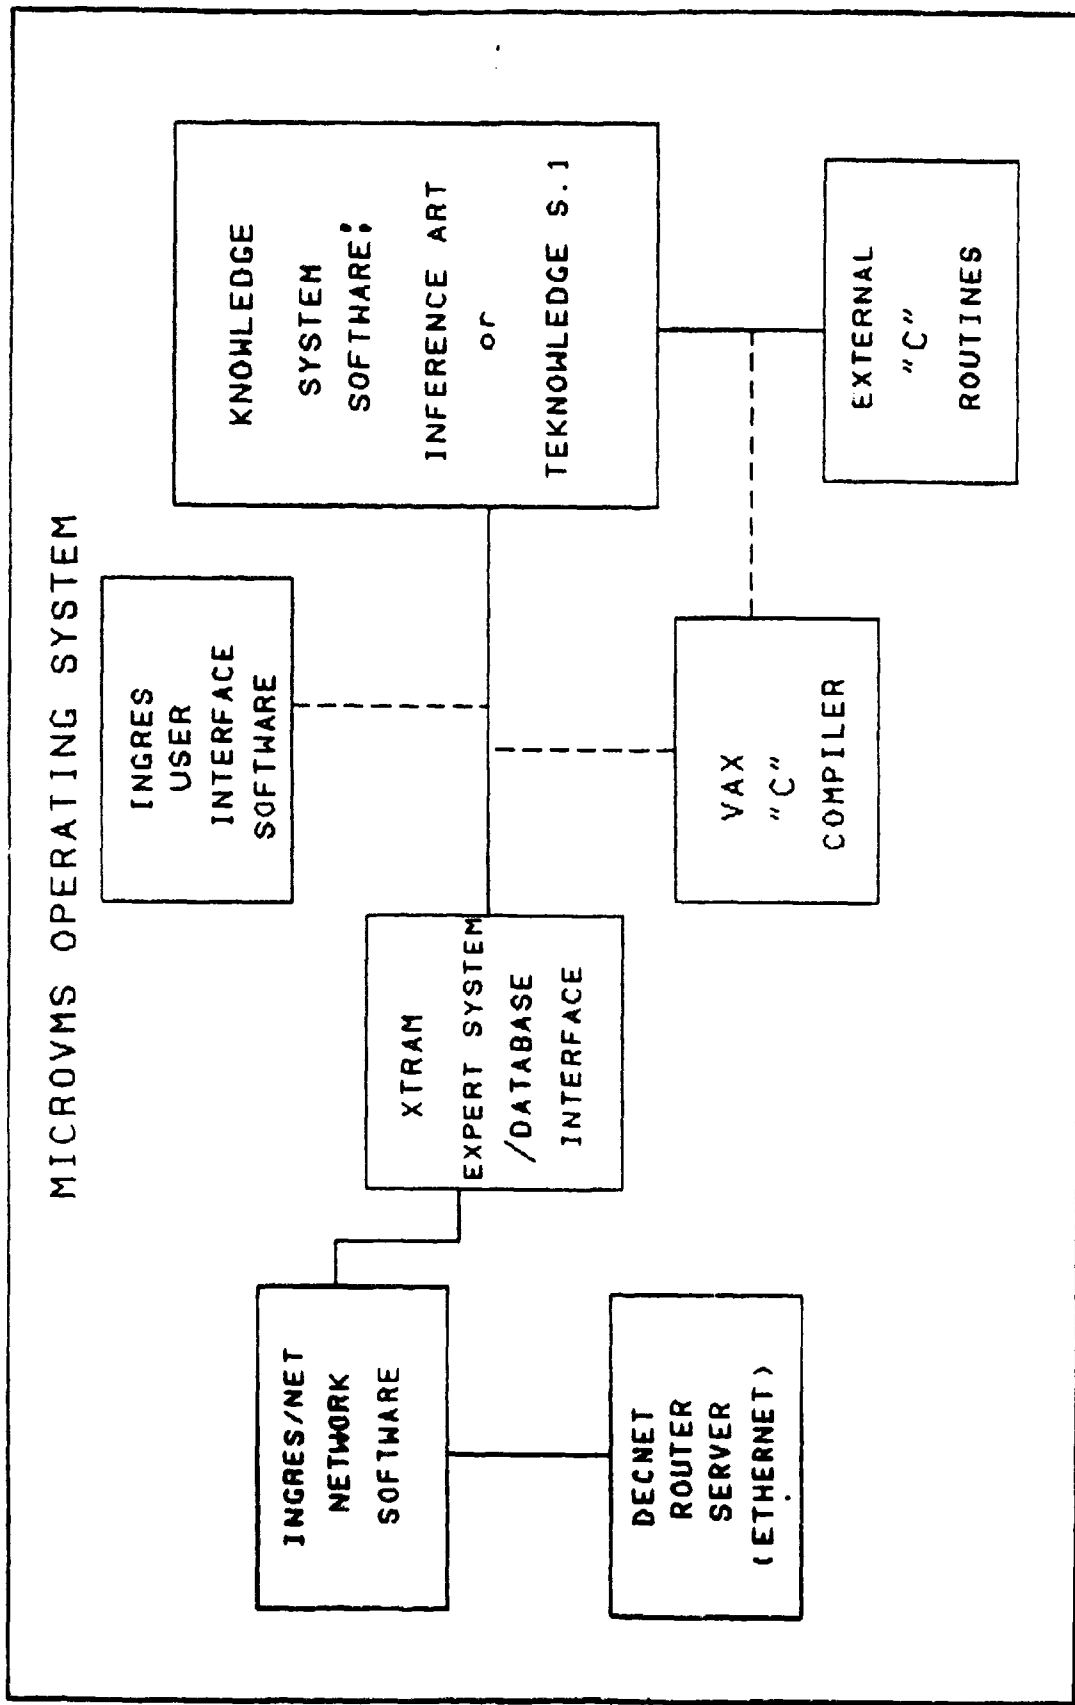 MICROVMS OPERATING SYSTEM
INGRES/NET
NETWORK
SOFTWARE
DECNET
ROUTER
SERVER
(ETHERNET)
XTRAM
EXPERT SYSTEM
/DATABASE
INTERFACE
INGRES
USER
INTERFACE
SOFTWARE
VAX
"C"
COMPILER
KNOWLEDGE
SYSTEM
SOFTWARE:
INFERENCE ART
or
TEKNOWLEDGE S.1
EXTERNAL
"C"
ROUTINES